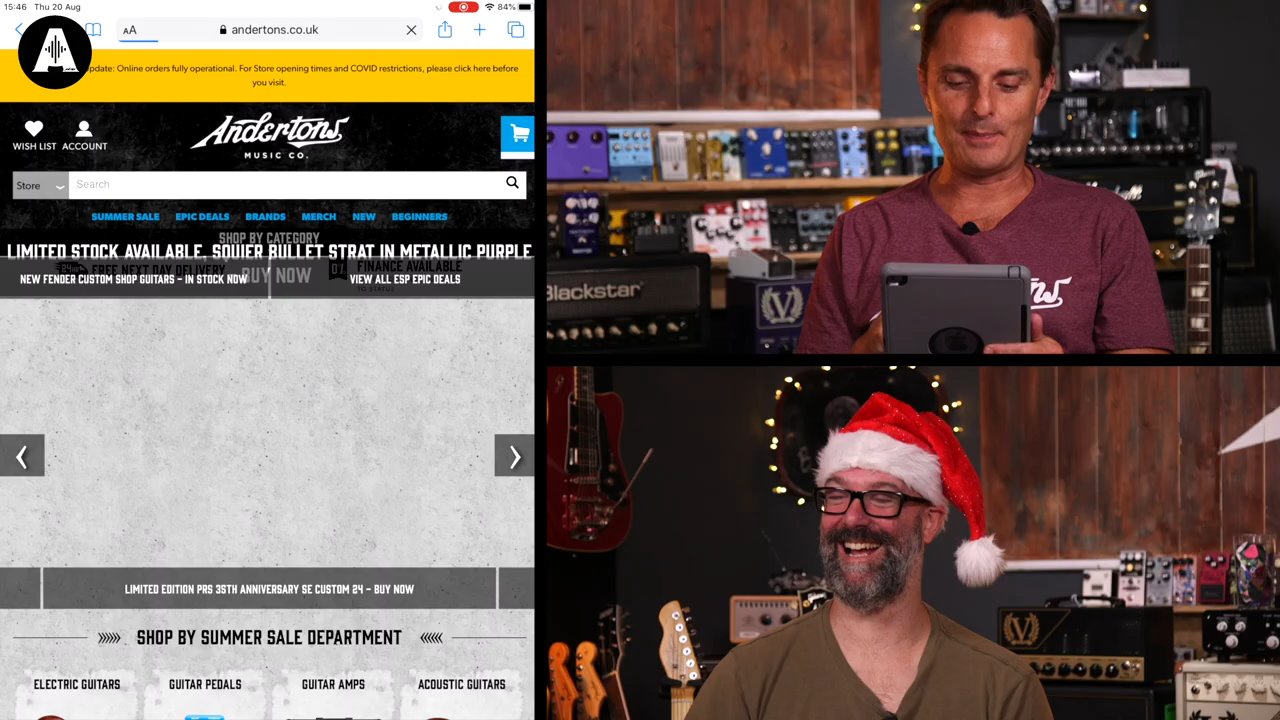 15:46 Thu 20 Aug
84%
AA
andertons.co.uk
pdate: Online orders fully operational. For Store opening times and COVID restrictions, please click here before
you visit.
WISH LIST ACCOUNT
Andertons
MUSIC CO.
Store
Search
SUMMER SALE EPIC DEALS BRANDS MERCH NEW BEGINNERS
SHOP BY CATEGORY
LIMITED STOCK AVAILABLE. SQUIER BULLET STRAT IN METALLIC PURPLE
FREE NEXT DAY DELIVERY
BUY NOW
FINANCE AVAILABLE
NEW FENDER CUSTOM SHOP GUITARS – IN STOCK NOW
VIEW ALL ESP EPIC DEALS
LIMITED EDITION PRS 35TH ANNIVERSARY SE CUSTOM 24 – BUY NOW
SHOP BY SUMMER SALE DEPARTMENT
ELECTRIC GUITARS
GUITAR PEDALS
GUITAR AMPS
ACOUSTIC GUITARS
Blackstar